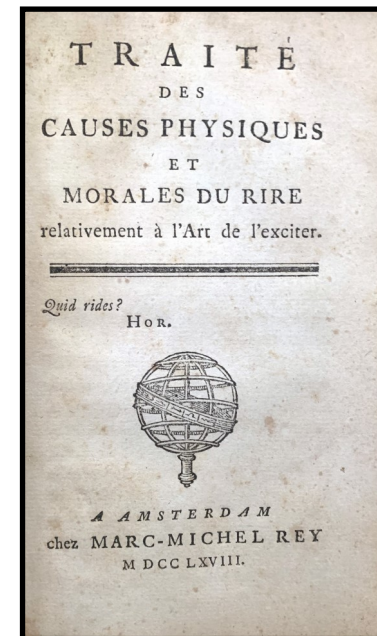 TRAITÉ
DES
CAUSES PHYSIQUES
ET
MORALES DU RIRE
relativement à l'Art de l'exciter.
Quid rides?
HOR.
A AMSTERDAM
chez MARC-MICHEL REY
M DCC LXVIII.